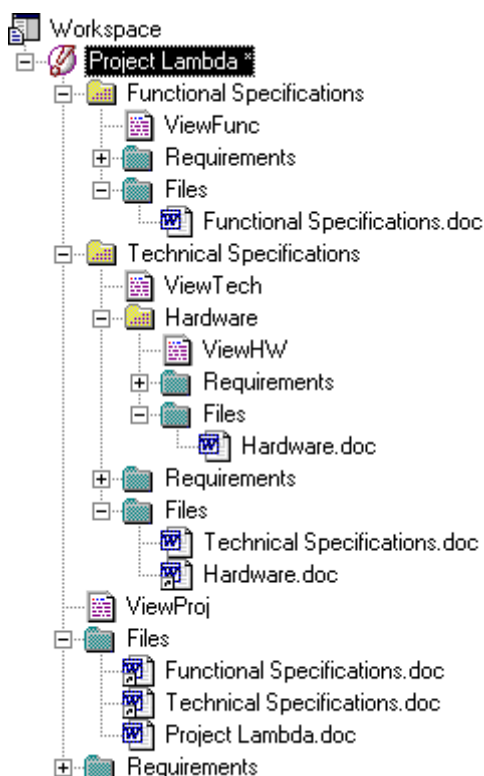 Workspace
Project Lambda *
Functional Specifications
ViewFunc
Requirements
Files
Functional Specifications.doc
Technical Specifications
ViewTech
Hardware
ViewHW
Requirements
Files
Hardware.doc
Requirements
Files
Technical Specifications.doc
Hardware.doc
ViewProj
Files
Functional Specifications.doc
Technical Specifications.doc
Project Lambda.doc
Requirements